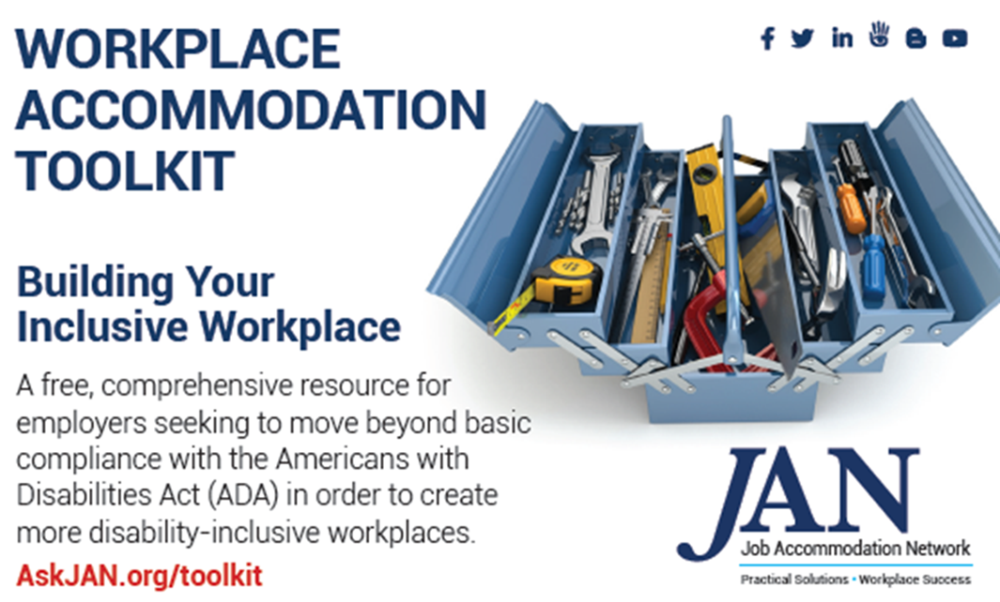 WORKPLACE
ACCOMMODATION
TOOLKIT
Building Your
Inclusive Workplace
A free, comprehensive resource for
employers seeking to move beyond basic
compliance with the Americans with
Disabilities Act (ADA) in order to create
more disability-inclusive workplaces.
AskJAN.org/toolkit
JAN
Job Accommodation Network
Practical Solutions • Workplace Success